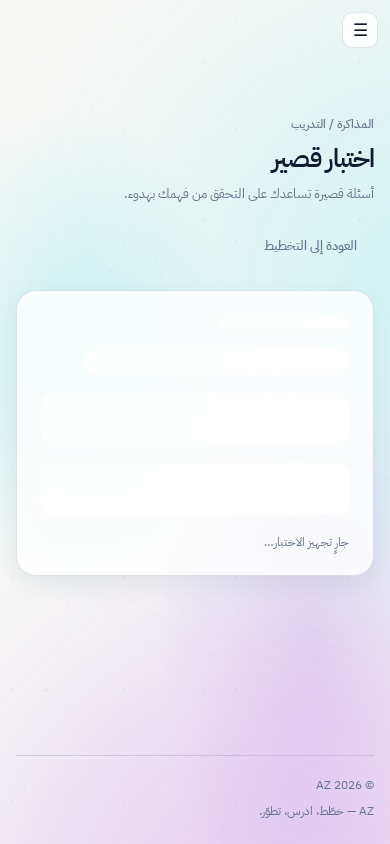 المذاكرة / التدريب
اختبار قصير
أسئلة قصيرة تساعدك على التحقق من فهمك بهدوء.
العودة إلى التخطيط
جارٍ تجهيز الاختبار...
© 2026 AZ
AZ — خطّط، ادرس، تطوّر.